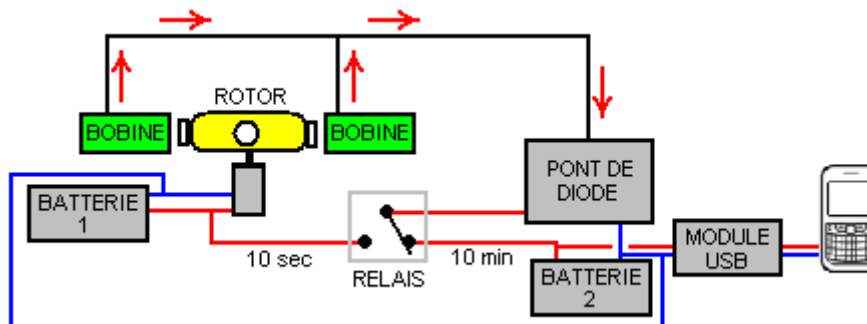 ROTOR
BOBINE
BOBINE
PONT DE
DIODE
BATTERIE
1
MODULE
USB
10 sec
10 min
RELAIS
BATTERIE
2